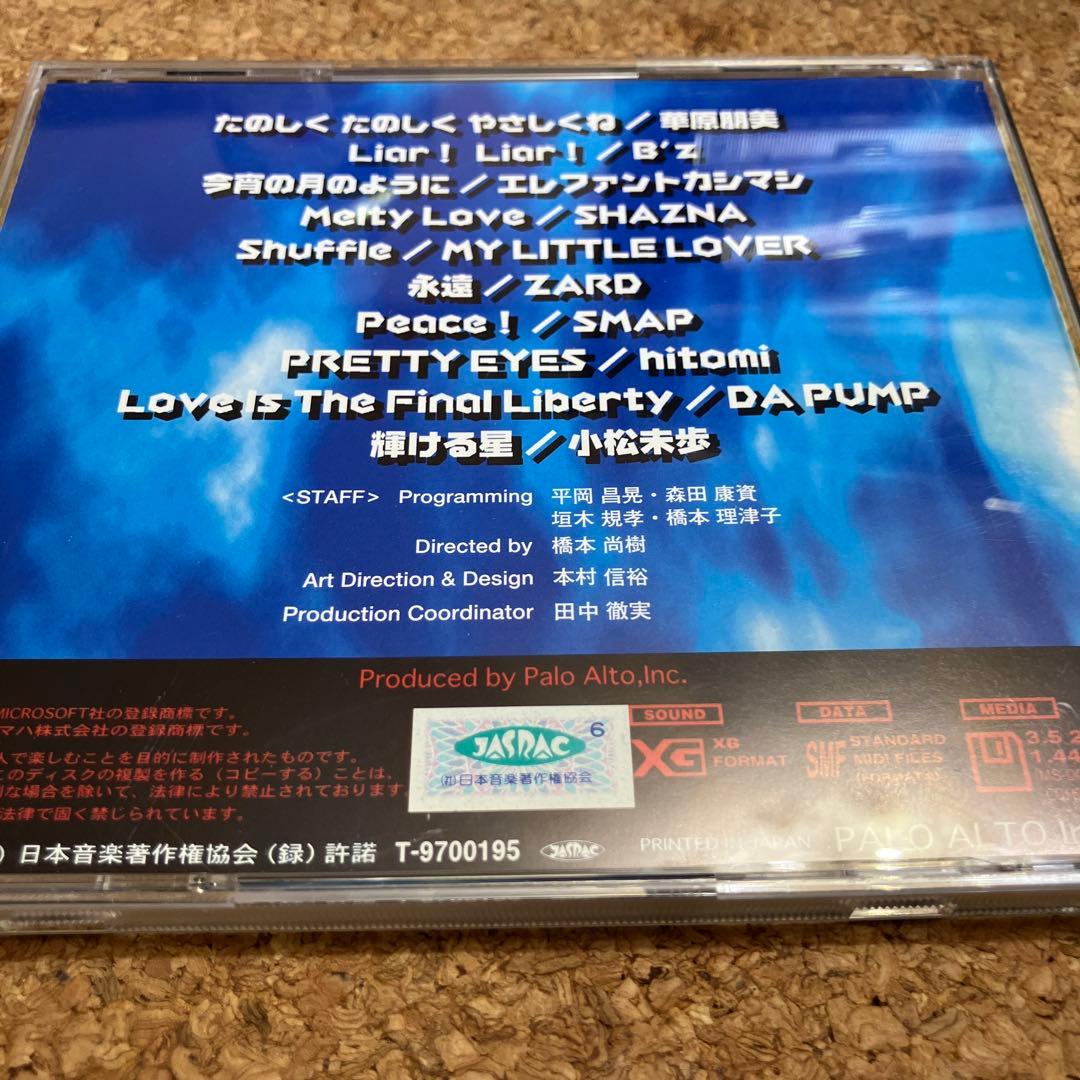 たのしく たのしく やさしくね／華原朋美
Liar！ Liar！／B'z
今宵の月のように／エレファントカシマシ
Melty Love／SHAZNA
Shuffle／MY LITTLE LOVER
永遠／ZARD
Peace！／SMAP
PRETTY EYES／hitomi
Love Is The Final Liberty／DA PUMP
輝ける星／小松未歩
<STAFF> Programming 平岡 昌晃・森田 康資
垣木 規孝・橋本 理津子
Directed by 橋本 尚樹
Art Direction & Design 本村 信裕
Production Coordinator 田中 徹実
Produced by Palo Alto,Inc.
MICROSOFT社の登録商標です。
マハ株式会社の登録商標です。
人で楽しむことを目的に制作されたものです。
このディスクの複製を作る（コピーする）ことは、
な場合を除いて、法律により禁止されております。
法律で固く禁じられています。
6
JASRAC
(社)日本音楽著作権協会
SOUND
XG XG FORMAT
DATA
SMF STANDARD MIDI FILES
MEDIA
3.5 2
1.44
）日本音楽著作権協会（録）許諾 T-9700195 JASRAC PRINTED IN JAPAN PALO ALTO,In